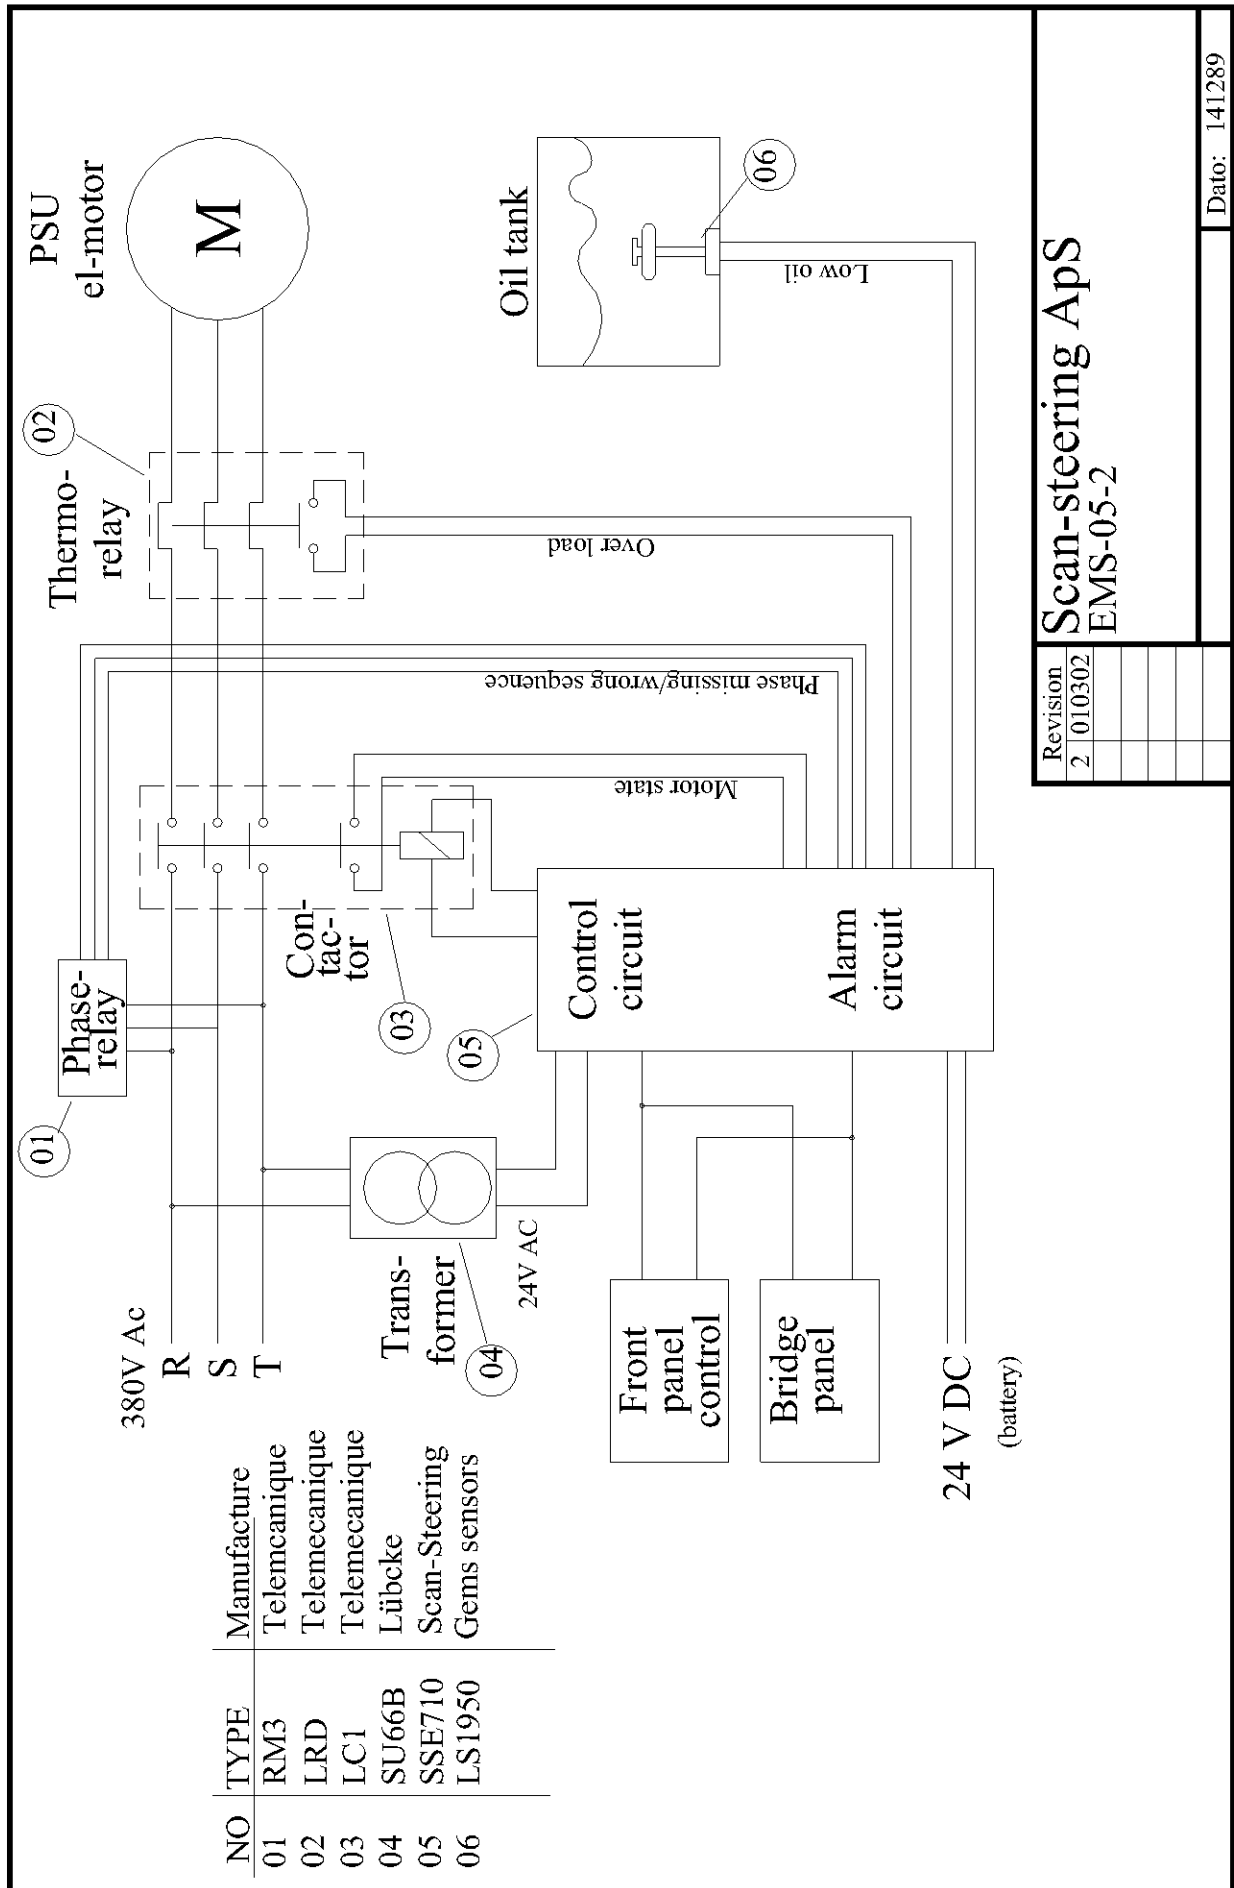 NO TYPE Manufacture
01 RM3 Telemcanique
02 LRD Telemecanique
03 LC1 Telemecanique
04 SU66B Lübcke
05 SSE710 Scan-Steering
06 LS1950 Gems sensors
380V Ac
R
S
T
01
Phase-
relay
Thermo-
relay
02
PSU
el-motor
M
Con-
tac-
tor
03
Trans-
former
04
24V AC
05
Control
circuit
Alarm
circuit
Motor state
Phase missing/wrong sequence
Over load
Oil tank
06
Low oil
Front
panel
control
Bridge
panel
24 V DC
(battery)
Revision
2 010302
Scan-steering ApS
EMS-05-2
Dato: 141289